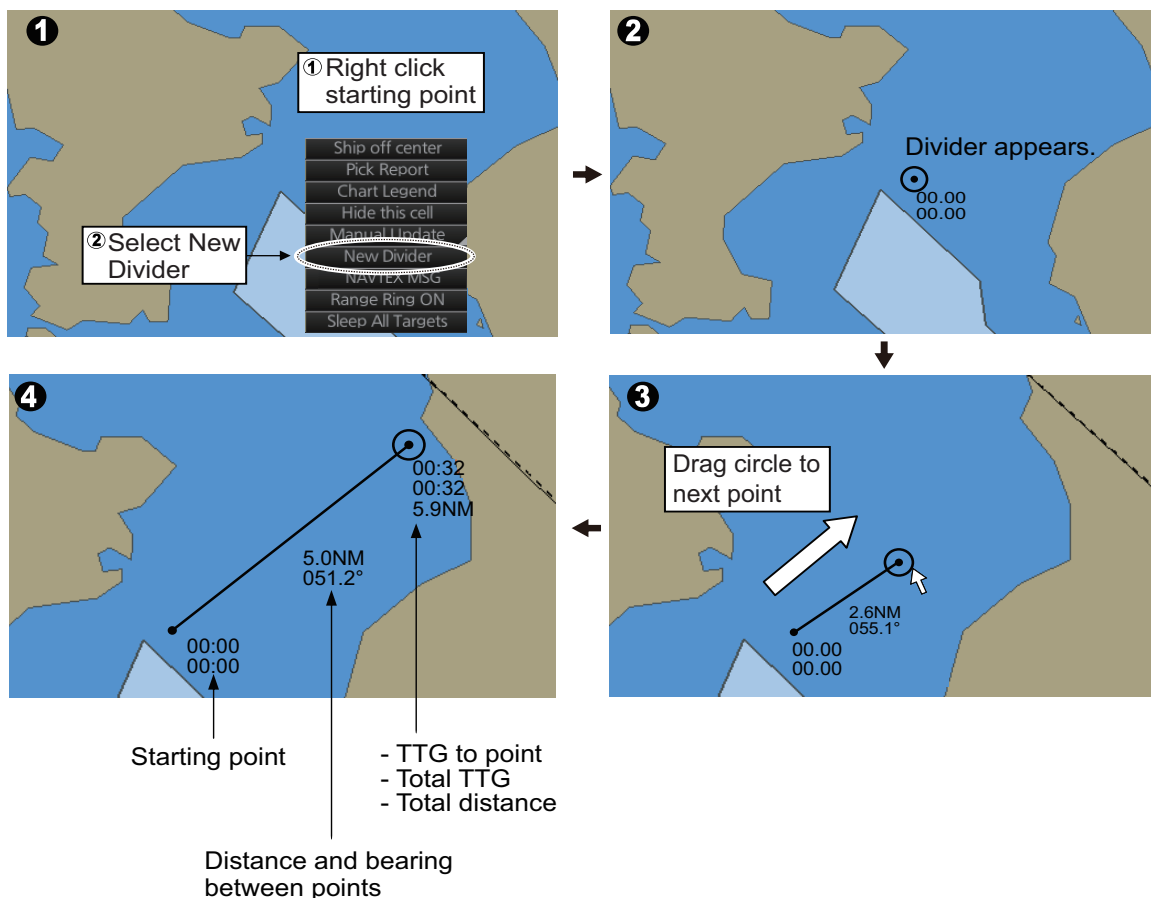 1
① Right click
starting point
Ship off center
Pick Report
Chart Legend
Hide this cell
Manual Update
② Select New
Divider
New Divider
NAVTEX MSG
Range Ring ON
Sleep All Targets
2
Divider appears.
00.00
00.00
3
Drag circle to
next point
2.6NM
055.1°
00.00
00.00
4
00:32
00:32
5.9NM
5.0NM
051.2°
00:00
00:00
Starting point
- TTG to point
- Total TTG
- Total distance
Distance and bearing
between points